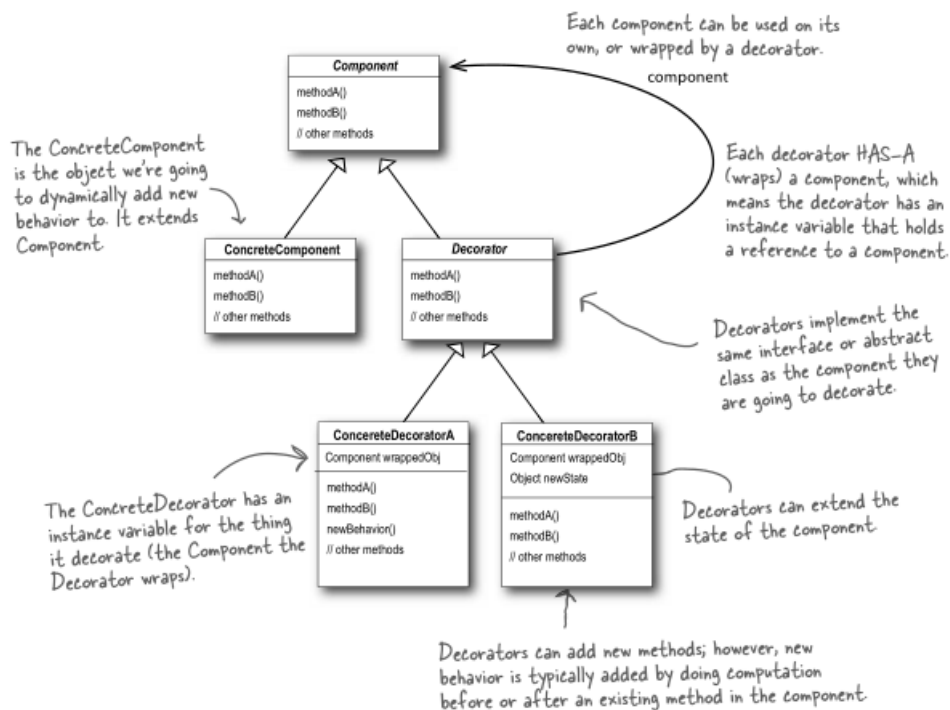 Each component can be used on its
own, or wrapped by a decorator.
component
Component
methodA()
methodB()
// other methods
The ConcreteComponent
is the object we're going
to dynamically add new
behavior to. It extends
Component.
Each decorator HAS-A
(wraps) a component, which
means the decorator has an
instance variable that holds
a reference to a component.
ConcreteComponent
methodA()
methodB()
// other methods
Decorator
methodA()
methodB()
// other methods
Decorators implement the
same interface or abstract
class as the component they
are going to decorate.
ConcereteDecoratorA
Component wrappedObj
methodA()
methodB()
newBehavior()
// other methods
ConcereteDecoratorB
Component wrappedObj
Object newState
methodA()
methodB()
// other methods
The ConcreteDecorator has an
instance variable for the thing
it decorate (the Component the
Decorator wraps).
Decorators can extend the
state of the component.
Decorators can add new methods; however, new
behavior is typically added by doing computation
before or after an existing method in the component.